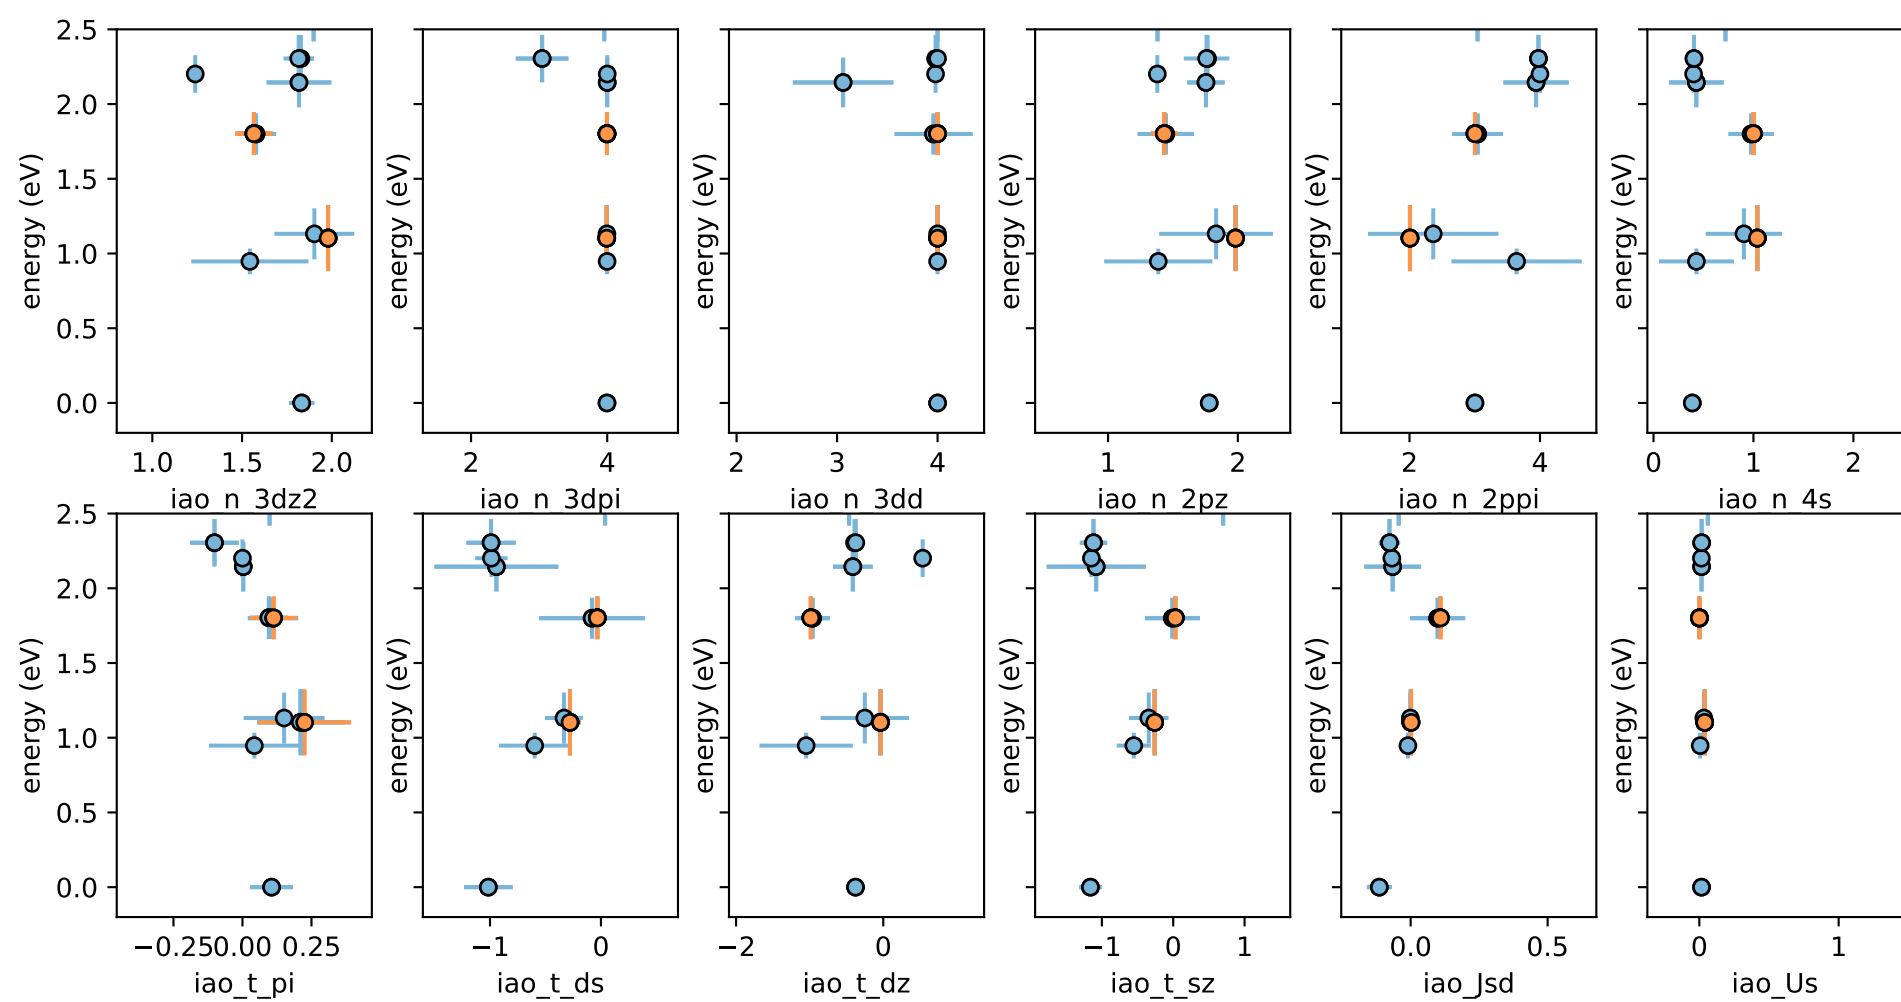 2.5
2.0
1.5
1.0
0.5
0.0
energy (eV)
energy (eV)
energy (eV)
energy (eV)
energy (eV)
energy (eV)
1.0 1.5 2.0
2 4
2 3 4
1 2
2 4
0 1 2
iao_n_3dz2
iao_n_3dpi
iao_n_3dd
iao_n_2pz
iao_n_2ppi
iao_n_4s
2.5
2.0
1.5
1.0
0.5
0.0
energy (eV)
energy (eV)
energy (eV)
energy (eV)
energy (eV)
energy (eV)
−0.25 0.00 0.25
−1 0
−2 0
−1 0 1
0.0 0.5
0 1
iao_t_pi
iao_t_ds
iao_t_dz
iao_t_sz
iao_Jsd
iao_Us